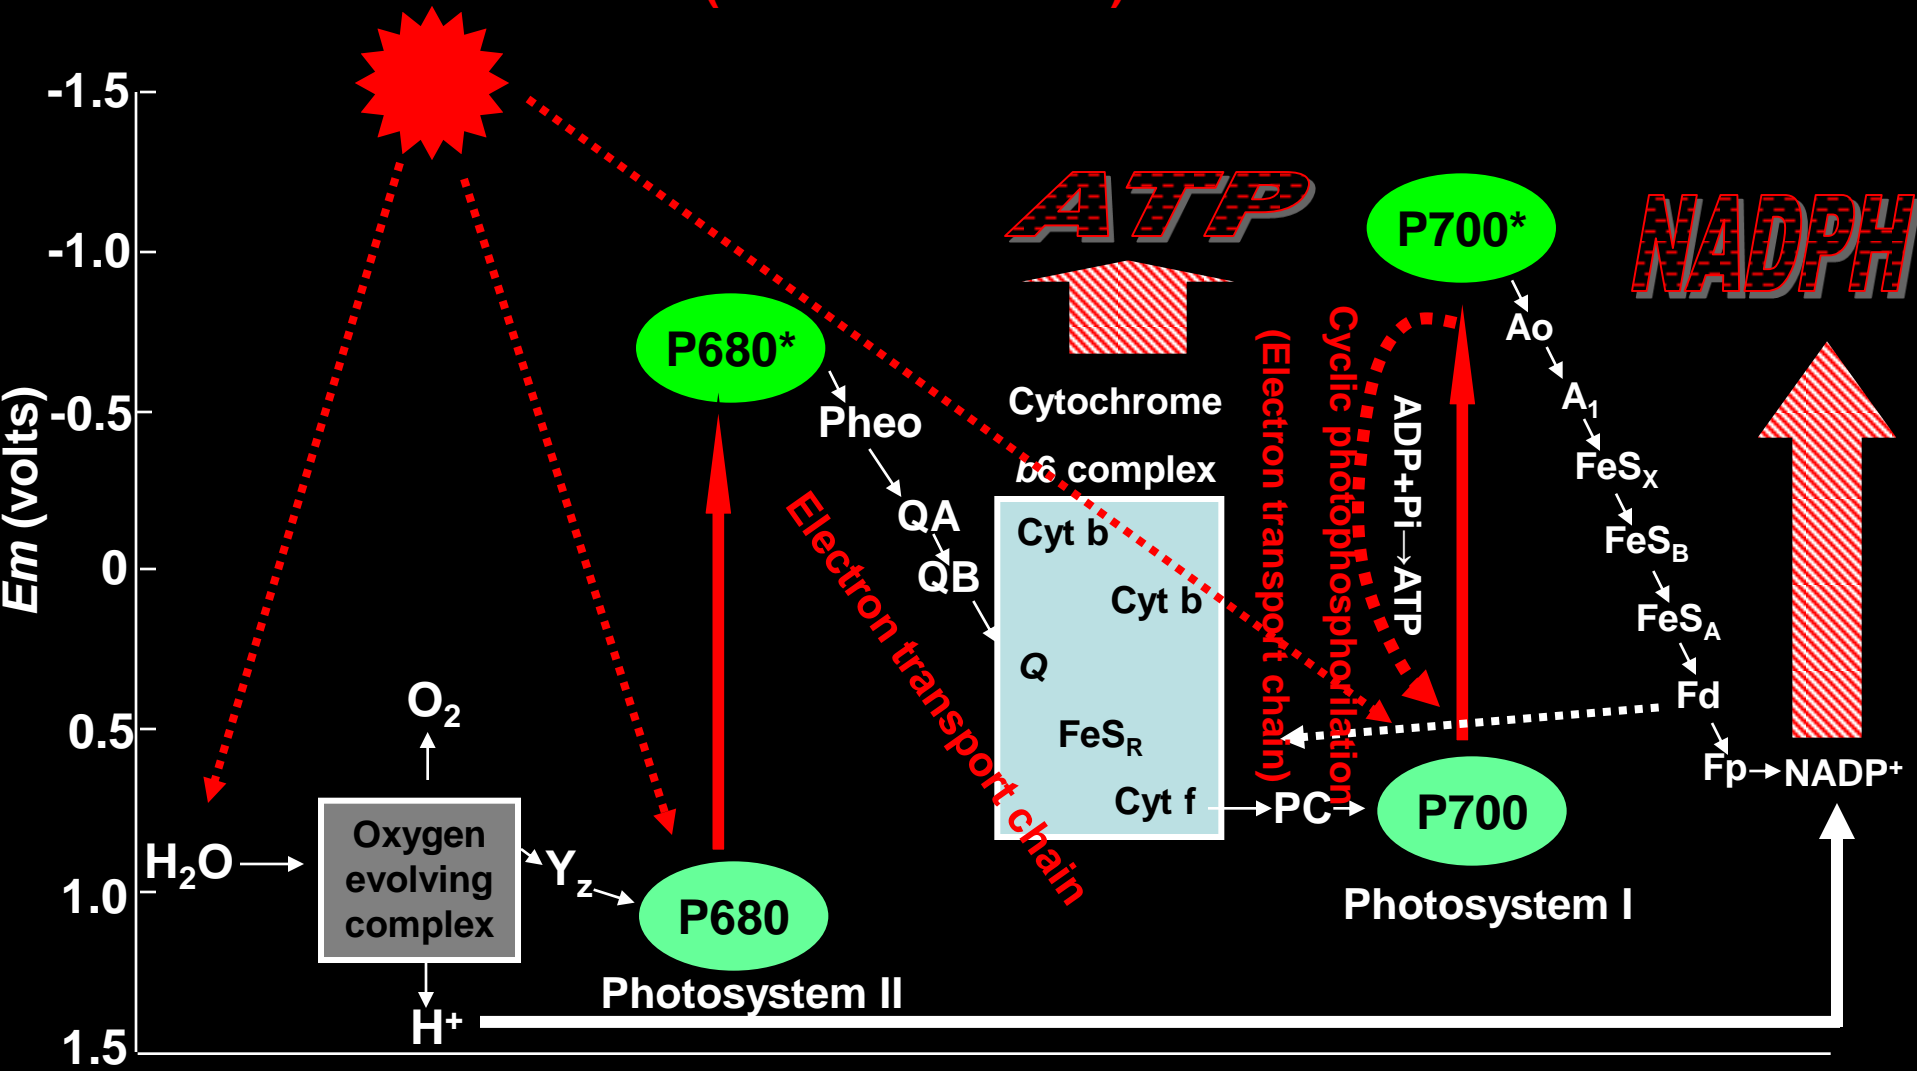 -1.5
-1.0
-0.5
0
0.5
1.0
1.5
Em (volts)
ATP
P700*
NADPH
P680*
Ao
Cytochrome
b6 complex
Pheo
A1
FeSX
QA
QB
Cyt b
Cyt b
Q
FeSR
Cyt f
Electron transport chain
(Electron transport chain)
Cyclic photophosphorilation
ADP+Pi→ATP
FeSB
FeSA
Fd
Fp
NADP+
O2
H2O
Oxygen
evolving
complex
Yz
P680
PC
P700
Photosystem I
Photosystem II
H+